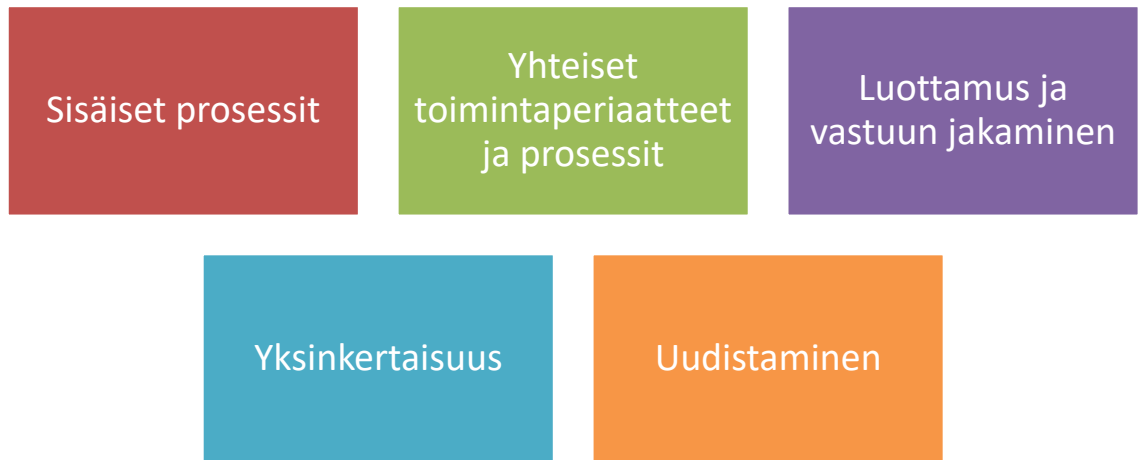 Sisäiset prosessit
Yhteiset
toimintaperiaatteet
ja prosessit
Luottamus ja
vastuun jakaminen
Yksinkertaisuus
Uudistaminen